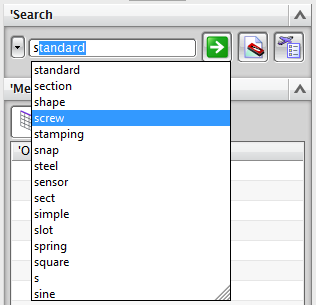 'Search
standard
'Me
standard
section
shape
screw
stamping
snap
steel
sensor
sect
simple
slot
spring
square
s
sine
'O